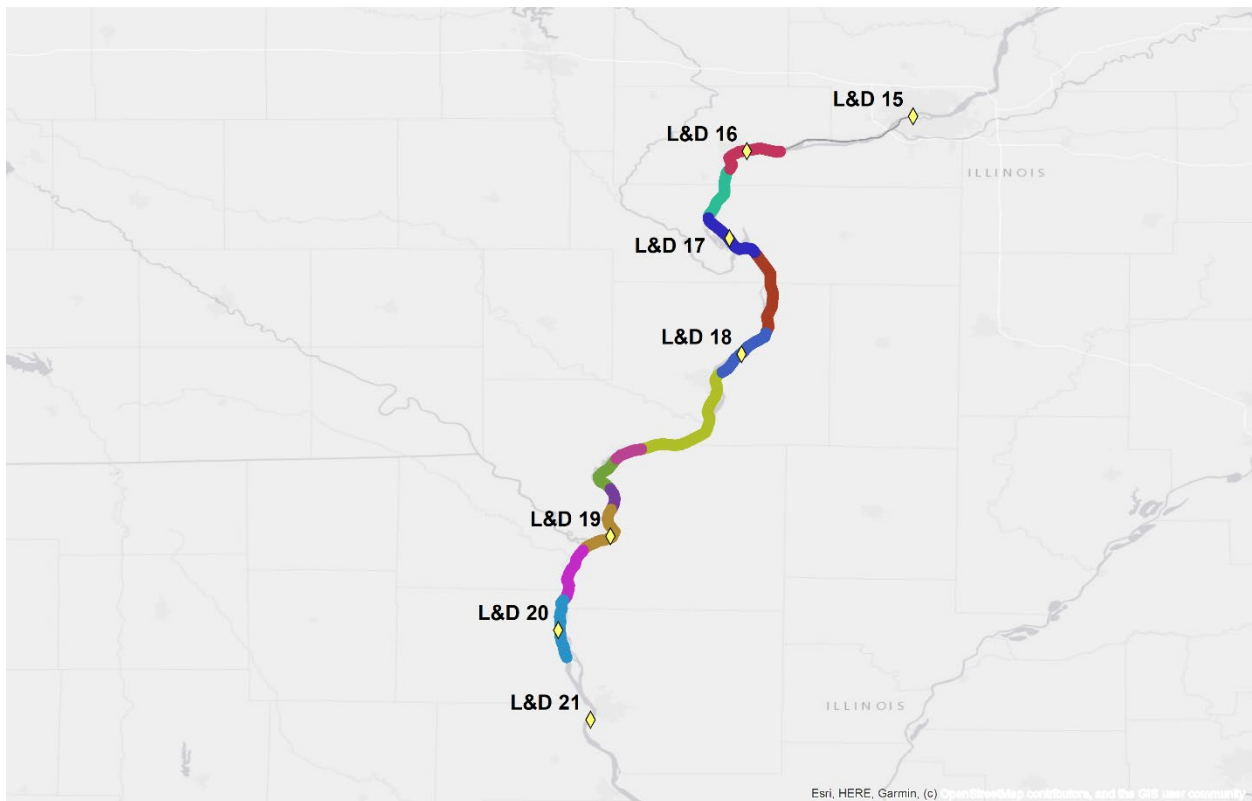 L&D 15
L&D 16
ILLINOIS
L&D 17
L&D 18
L&D 19
L&D 20
L&D 21
ILLINOIS
Esri, HERE, Garmin, (c) OpenStreetMap contributors, and the GIS user community